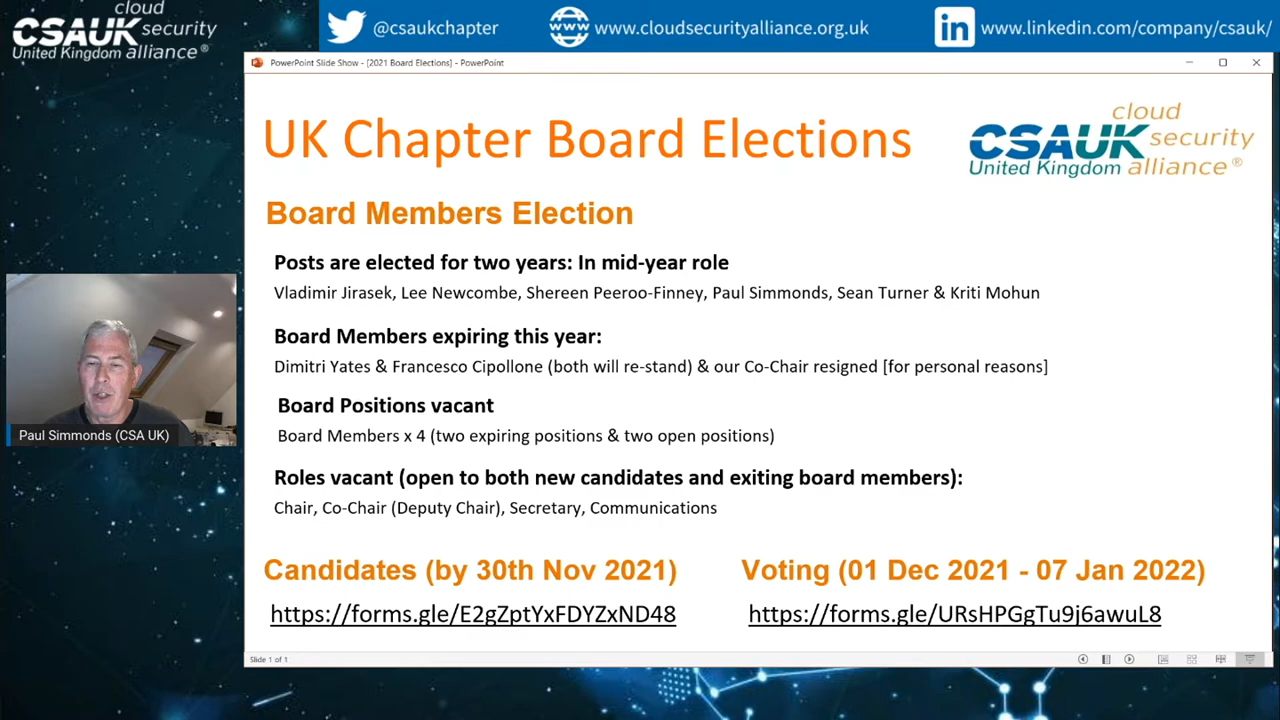 cloud
CSAUK security
United Kingdom alliance®
@csaukchapter
www.cloudsecurityalliance.org.uk
in www.linkedin.com/company/csauk/
PowerPoint Slide Show - [2021 Board Elections] - PowerPoint
UK Chapter Board Elections
cloud
CSAUK security
United Kingdom alliance®
Board Members Election
Posts are elected for two years: In mid-year role
Vladimir Jirasek, Lee Newcombe, Shereen Peeroo-Finney, Paul Simmonds, Sean Turner & Kriti Mohun
Board Members expiring this year:
Dimitri Yates & Francesco Cipollone (both will re-stand) & our Co-Chair resigned [for personal reasons]
Board Positions vacant
Board Members x 4 (two expiring positions & two open positions)
Paul Simmonds (CSA UK)
Roles vacant (open to both new candidates and exiting board members):
Chair, Co-Chair (Deputy Chair), Secretary, Communications
Candidates (by 30th Nov 2021)
https://forms.gle/E2gZptYxFDYZxND48
Voting (01 Dec 2021 - 07 Jan 2022)
https://forms.gle/URsHPGgTu9j6awuL8
Slide 1 of 1